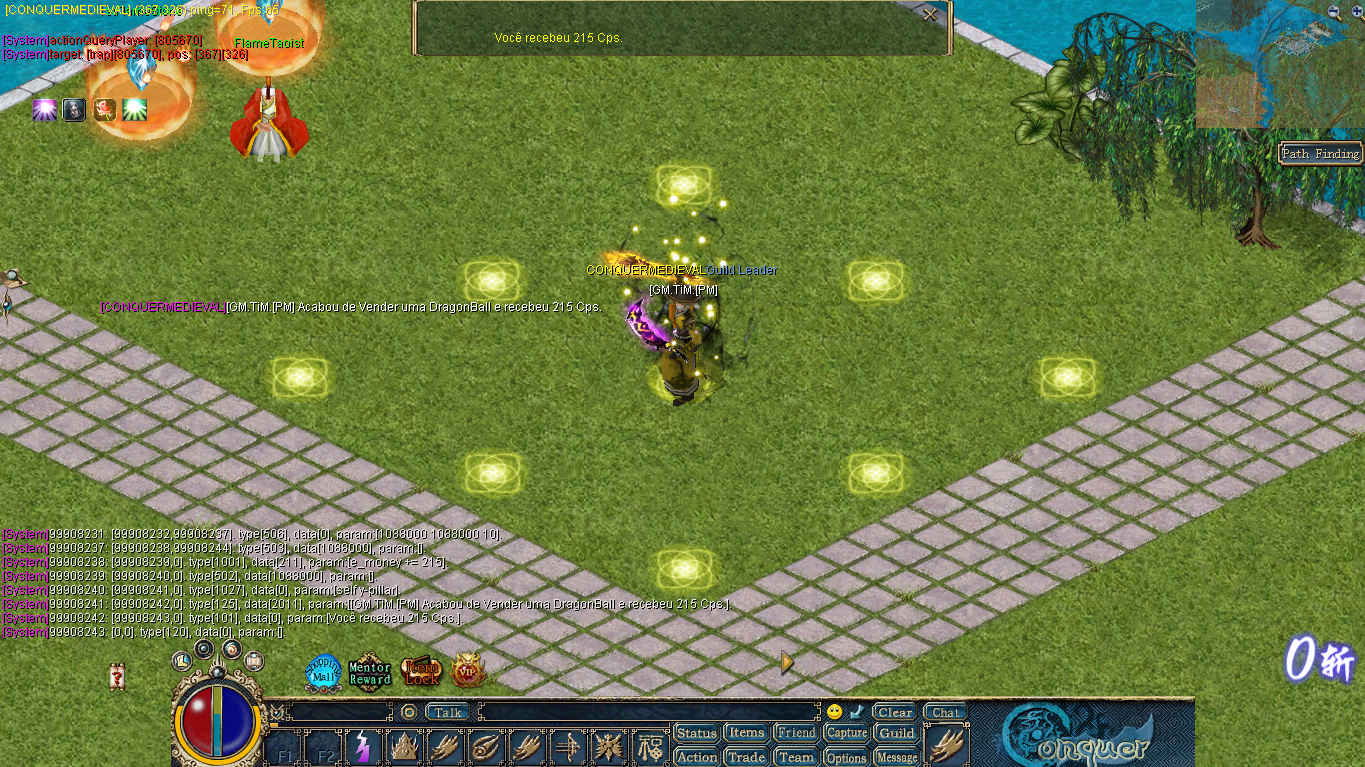 [CONQUERMEDIEVAL] (367,326) ping=71, Fps:85
Você recebeu 215 Cps.
[System]actionQueryPlayer: [805670]
FlameTaoist
[System]target: [trap][805670], pos: [367][326]
Path Finding
CONQUERMEDIEVALGuild Leader
[GM.TiM.[PM]
[CONQUERMEDIEVAL][GM.TiM.[PM] Acabou de Vender uma DragonBall e recebeu 215 Cps.
[System]99908231: [99908232,99908237]. type[506], data[0], param:[1088000 1088000 10].
[System]99908237: [99908238,99908244]. type[503], data[1088000], param:[].
[System]99908238: [99908239,0]. type[1001], data[211], param:[e_money += 215].
[System]99908239: [99908240,0]. type[502], data[1088000], param:[].
[System]99908240: [99908241,0]. type[1027], data[0], param:[self y-pillar].
[System]99908241: [99908242,0]. type[125], data[2011], param:[[GM.TiM.[PM] Acabou de Vender uma DragonBall e recebeu 215 Cps.].
[System]99908242: [99908243,0]. type[101], data[0], param:[Você recebeu 215 Cps.].
[System]99908243: [0,0]. type[120], data[0], param:[].
0斩
Shopping Mall
Mentor Reward
Item Lock
VIP
Talk
Clear
Chat
F1
F2
福
Status
Items
Friend
Capture
Guild
Action
Trade
Team
Options
Message
Conquer